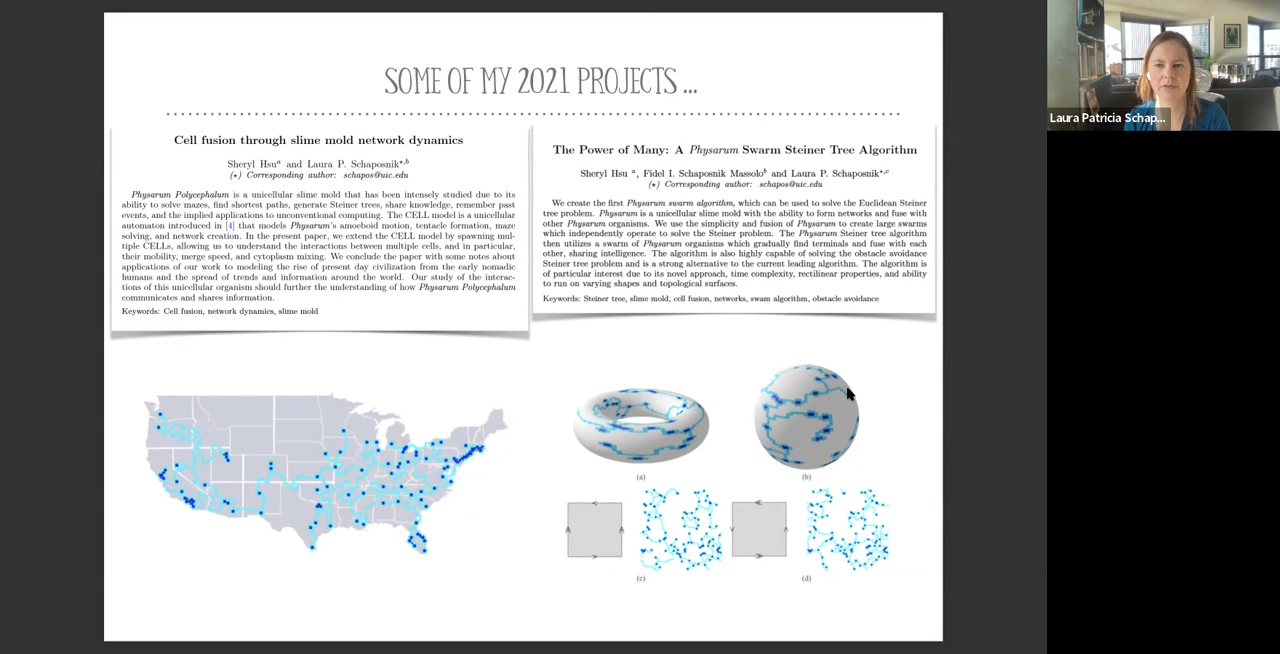 SOME OF MY 2021 PROJECTS ...
Cell fusion through slime mold network dynamics
Sheryl Hsu a and Laura P. Schaposnik⋆,b
(⋆) Corresponding author: schapos@uic.edu
Physarum Polycephalum is a unicellular slime mold that has been intensely studied due to its
ability to solve mazes, find shortest paths, generate Steiner trees, share knowledge, remember past
events, and the implied applications to unconventional computing. The CELL model is a unicellular
automaton introduced in [4] that models Physarum's amoeboid motion, tentacle formation, maze
solving, and network creation. In the present paper, we extend the CELL model by spawning mul-
tiple CELLs, allowing us to understand the interactions between multiple cells, and in particular,
their mobility, merge speed, and cytoplasm mixing. We conclude the paper with some notes about
applications of our work to modeling the rise of present day civilization from the early nomadic
humans and the spread of trends and information around the world. Our study of the interac-
tions of this unicellular organism should further the understanding of how Physarum Polycephalum
communicates and shares information.
Keywords: Cell fusion, network dynamics, slime mold
The Power of Many: A Physarum Swarm Steiner Tree Algorithm
Sheryl Hsu a, Fidel I. Schaposnik Massolo b and Laura P. Schaposnik⋆,c
(⋆) Corresponding author: schapos@uic.edu
We create the first Physarum swarm algorithm, which can be used to solve the Euclidean Steiner
tree problem. Physarum is a unicellular slime mold with the ability to form networks and fuse with
other Physarum organisms. We use the simplicity and fusion of Physarum to create large swarms
which independently operate to solve the Steiner problem. The Physarum Steiner tree algorithm
then utilizes a swarm of Physarum organisms which gradually find terminals and fuse with each
other, sharing intelligence. The algorithm is also highly capable of solving the obstacle avoidance
Steiner tree problem and is a strong alternative to the current leading algorithm. The algorithm is
of particular interest due to its novel approach, time complexity, rectilinear properties, and ability
to run on varying shapes and topological surfaces.
Keywords: Steiner tree, slime mold, cell fusion, networks, swam algorithm, obstacle avoidance
(a)
(b)
(c)
(d)
Laura Patricia Schap...